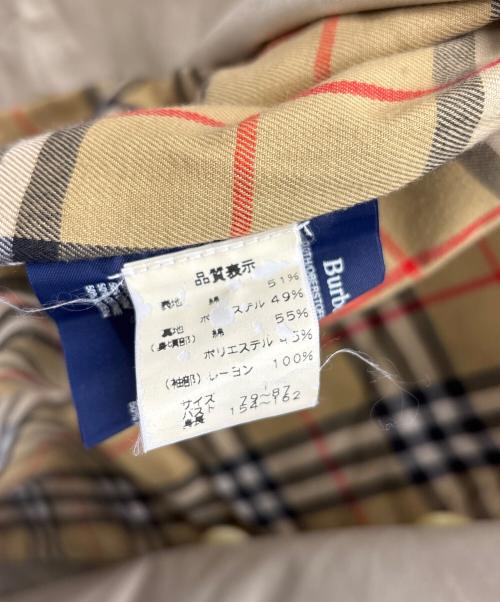 品質表示
表地 綿 51%
ポ エステル 49%
裏地 綿 55%
(身頃部)
ポリエステル 45%
(袖部) レーヨン 100%
サイズ
バスト 79~87
身長 154~162
Burb